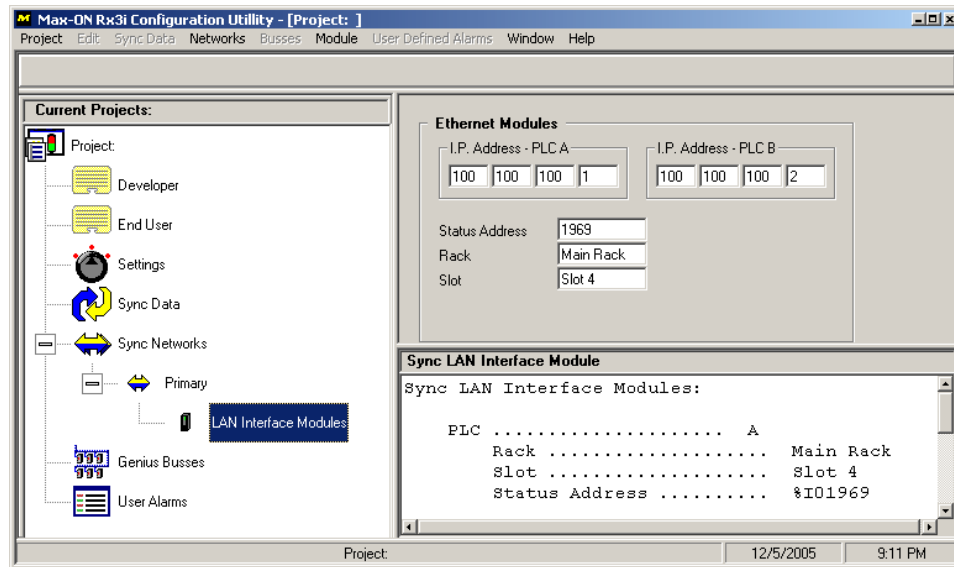 Max-ON Rx3i Configuration Utillity - [Project: ]
Project Edit Sync Data Networks Busses Module User Defined Alarms Window Help
Current Projects:
Project:
Developer
End User
Settings
Sync Data
Sync Networks
Primary
LAN Interface Modules
Genius Busses
User Alarms
Ethernet Modules
I.P. Address - PLC A
100 100 100 1
I.P. Address - PLC B
100 100 100 2
Status Address 1969
Rack Main Rack
Slot Slot 4
Sync LAN Interface Module
Sync LAN Interface Modules:
PLC ...................... A
Rack .................... Main Rack
Slot .................... Slot 4
Status Address .......... %I01969
Project: 12/5/2005 9:11 PM